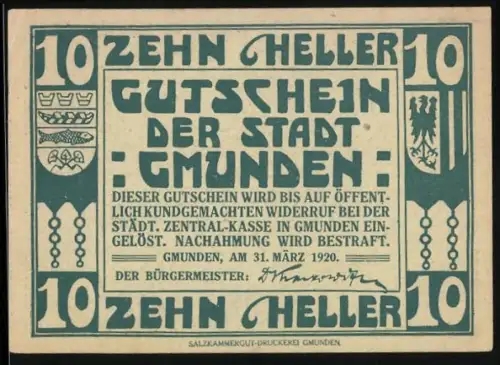 10 ZEHN HELLER 10
GUTSCHEIN
DER STADT
:GMUNDEN:
DIESER GUTSCHEIN WIRD BIS AUF ÖFFENT-
LICH KUNDGEMACHTEN WIDERRUF BEI DER
STÄDT. ZENTRAL-KASSE IN GMUNDEN EIN-
GELÖST. NACHAHMUNG WIRD BESTRAFT.
GMUNDEN, AM 31. MÄRZ 1920.
DER BÜRGERMEISTER:
10 ZEHN HELLER 10
SALZKAMMERGUT-DRUCKEREI GMUNDEN.